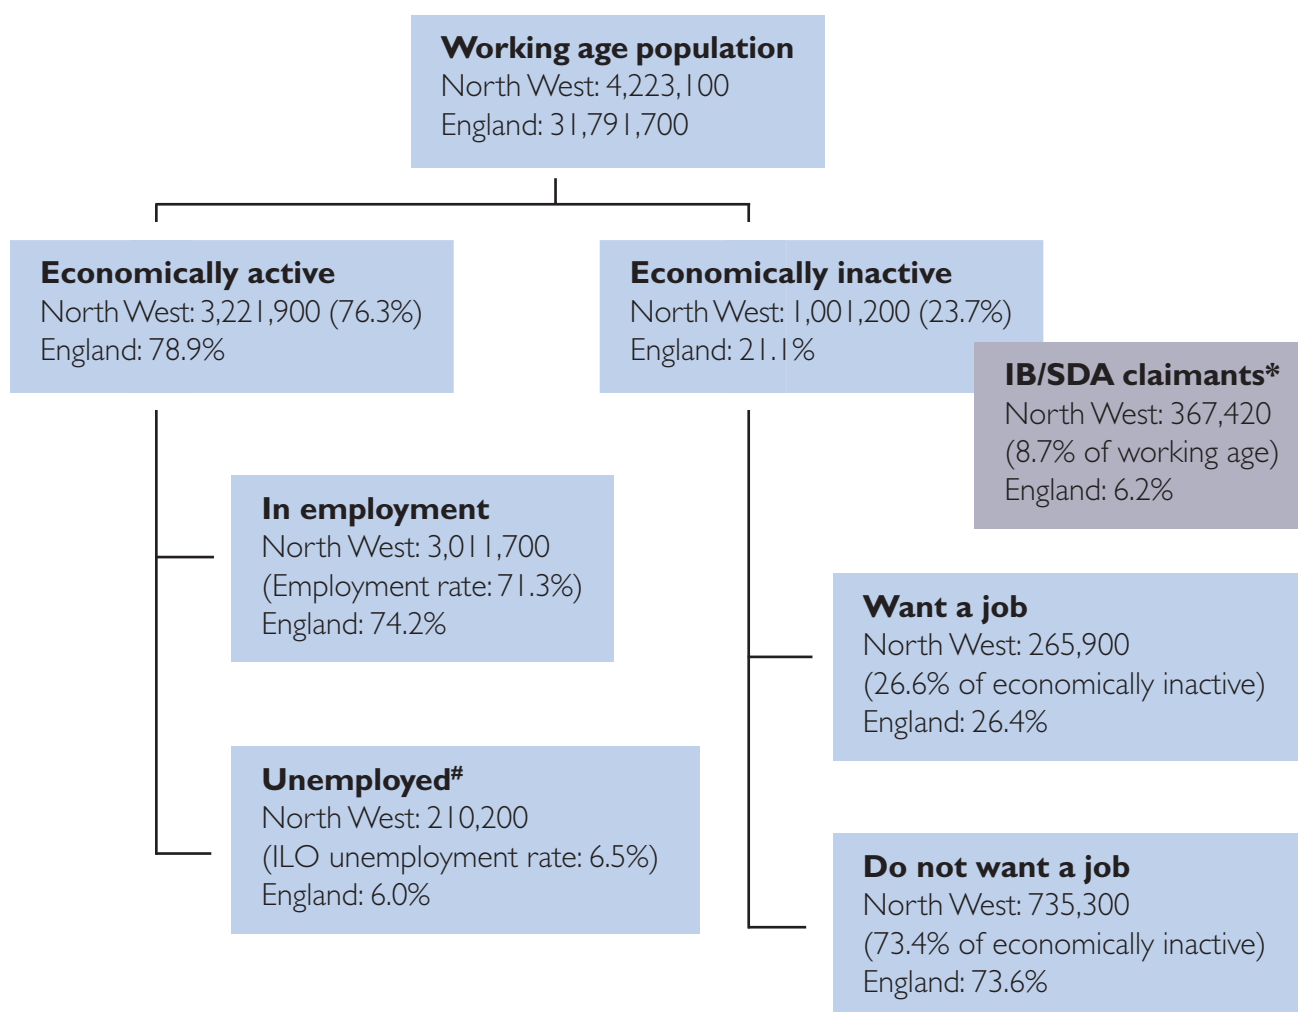 Working age population
North West: 4,223,100
England: 31,791,700
Economically active
North West: 3,221,900 (76.3%)
England: 78.9%
Economically inactive
North West: 1,001,200 (23.7%)
England: 21.1%
IB/SDA claimants*
North West: 367,420
(8.7% of working age)
England: 6.2%
In employment
North West: 3,011,700
(Employment rate: 71.3%)
England: 74.2%
Want a job
North West: 265,900
(26.6% of economically inactive)
England: 26.4%
Unemployed#
North West: 210,200
(ILO unemployment rate: 6.5%)
England: 6.0%
Do not want a job
North West: 735,300
(73.4% of economically inactive)
England: 73.6%